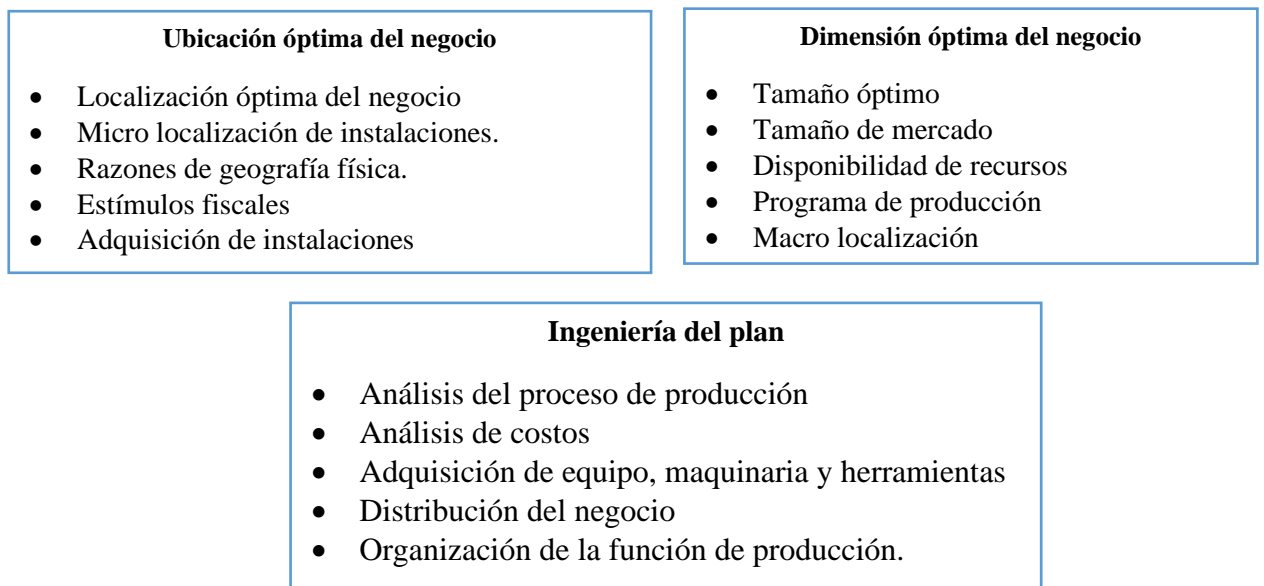 Ubicación óptima del negocio
• Localización óptima del negocio
• Micro localización de instalaciones.
• Razones de geografía física.
• Estímulos fiscales
• Adquisición de instalaciones
Dimensión óptima del negocio
• Tamaño óptimo
• Tamaño de mercado
• Disponibilidad de recursos
• Programa de producción
• Macro localización
Ingeniería del plan
• Análisis del proceso de producción
• Análisis de costos
• Adquisición de equipo, maquinaria y herramientas
• Distribución del negocio
• Organización de la función de producción.